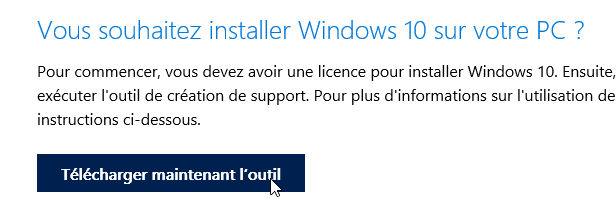 Vous souhaitez installer Windows 10 sur votre PC ?
Pour commencer, vous devez avoir une licence pour installer Windows 10. Ensuite,
exécuter l'outil de création de support. Pour plus d'informations sur l'utilisation de
instructions ci-dessous.
Télécharger maintenant l'outil